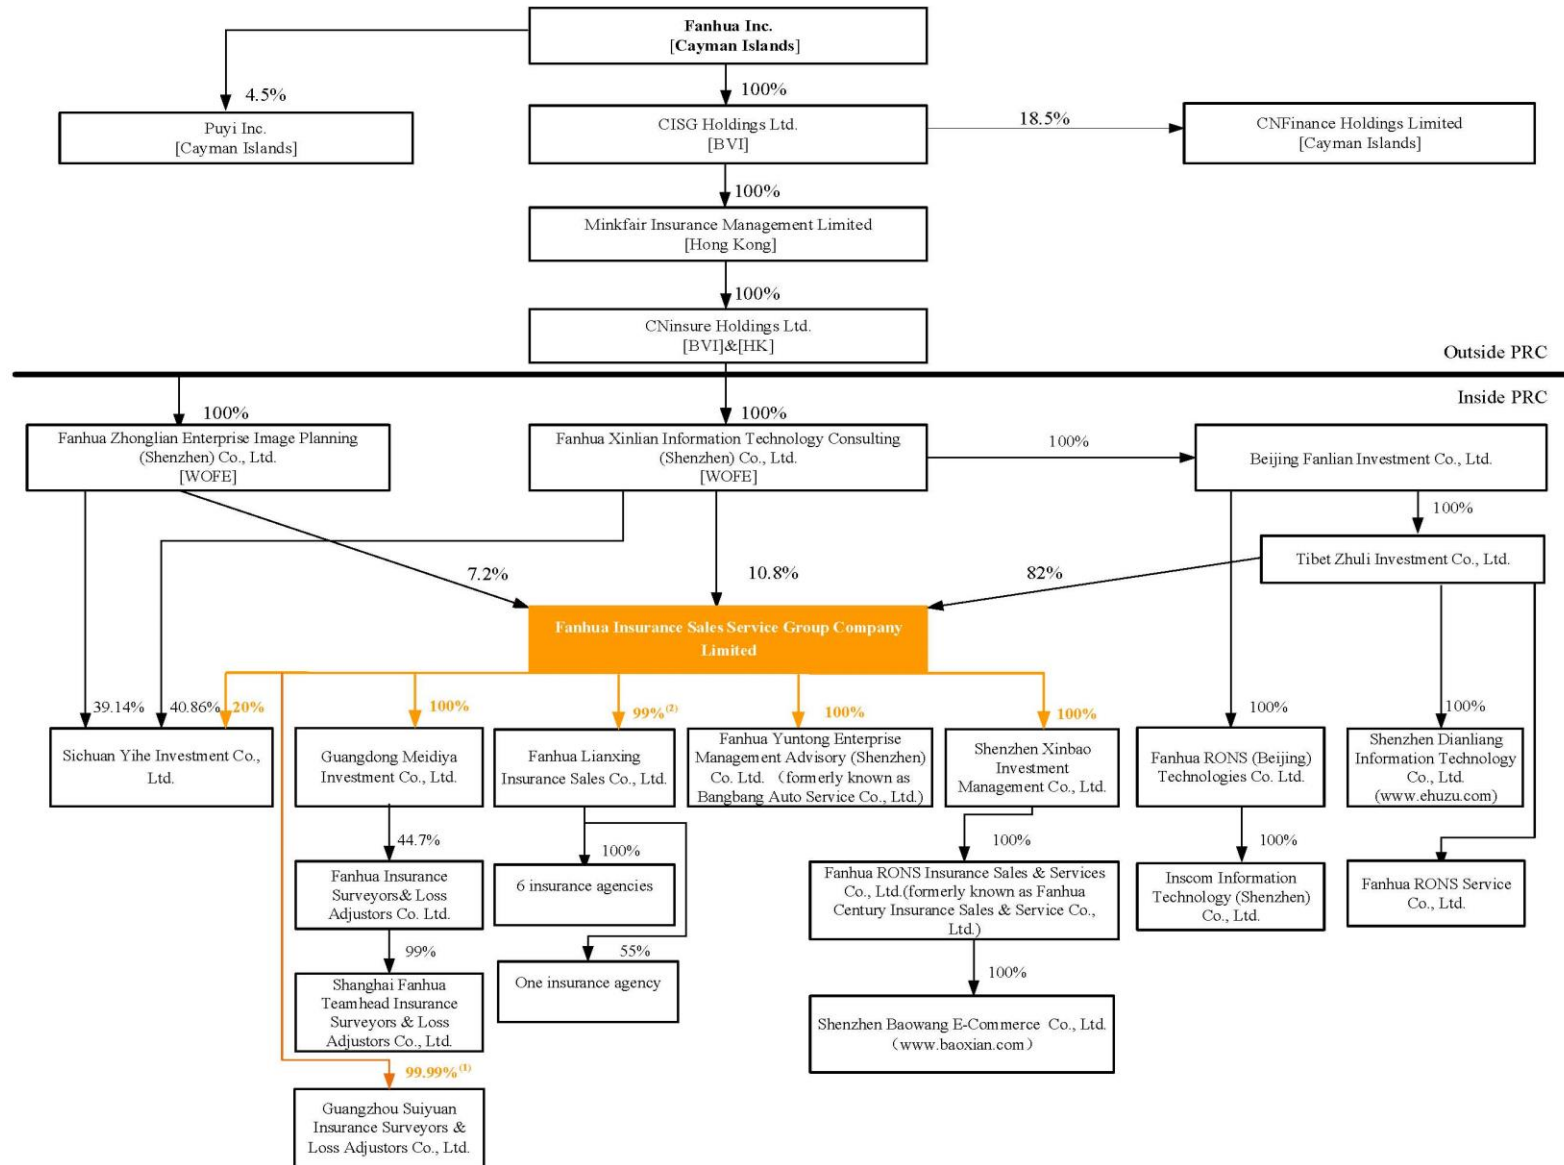 Fanhua Inc.
[Cayman Islands]
4.5%
100%
Puyi Inc.
[Cayman Islands]
CISG Holdings Ltd.
[BVI]
18.5%
CNFinance Holdings Limited
[Cayman Islands]
100%
Minkfair Insurance Management Limited
[Hong Kong]
100%
CNinsure Holdings Ltd.
[BVI]&[HK]
Outside PRC
Inside PRC
100%
100%
Fanhua Zhonglian Enterprise Image Planning
(Shenzhen) Co., Ltd.
[WOFE]
Fanhua Xinlian Information Technology Consulting
(Shenzhen) Co., Ltd.
[WOFE]
100%
Beijing Fanlian Investment Co., Ltd.
100%
Tibet Zhuli Investment Co., Ltd.
7.2%
10.8%
82%
Fanhua Insurance Sales Service Group Company
Limited
39.14%
40.86%
20%
100%
99%(2)
100%
100%
100%
100%
Sichuan Yihe Investment Co.,
Ltd.
Guangdong Meidiya
Investment Co., Ltd.
Fanhua Lianxing
Insurance Sales Co., Ltd.
Fanhua Yuntong Enterprise
Management Advisory (Shenzhen)
Co. Ltd. （formerly known as
Bangbang Auto Service Co., Ltd.)
Shenzhen Xinbao
Investment
Management Co., Ltd.
Fanhua RONS (Beijing)
Technologies Co. Ltd.
Shenzhen Dianliang
Information Technology
Co., Ltd.
(www.ehuzu.com)
44.7%
100%
100%
100%
Fanhua Insurance
Surveyors& Loss
Adjustors Co. Ltd.
6 insurance agencies
Fanhua RONS Insurance Sales & Services
Co., Ltd.(formerly known as Fanhua
Century Insurance Sales & Service Co.,
Ltd.)
Inscom Information
Technology (Shenzhen)
Co., Ltd.
Fanhua RONS Service
Co., Ltd.
99%
55%
100%
Shanghai Fanhua
Teamhead Insurance
Surveyors & Loss
Adjustors Co., Ltd.
One insurance agency
Shenzhen Baowang E-Commerce Co., Ltd.
（www.baoxian.com）
99.99%(1)
Guangzhou Suiyuan
Insurance Surveyors &
Loss Adjustors Co., Ltd.